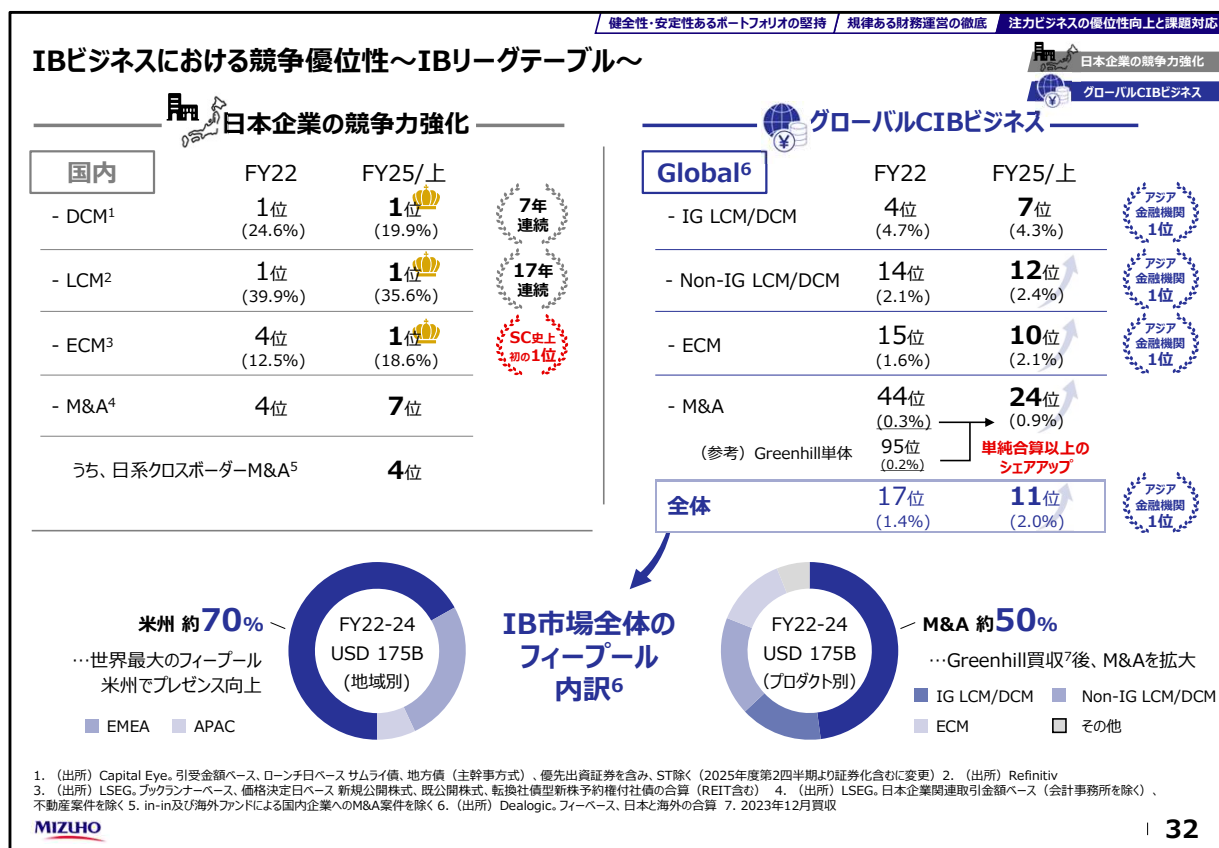 健全性・安定性あるポートフォリオの堅持 / 規律ある財務運営の徹底 / 注力ビジネスの優位性向上と課題対応
IBビジネスにおける競争優位性～IBリーグテーブル～
日本企業の競争力強化
グローバルCIBビジネス
日本企業の競争力強化
国内 FY22 FY25/上
- DCM1 1位 1位 7年
(24.6%) (19.9%) 連続
- LCM2 1位 1位 17年
(39.9%) (35.6%) 連続
- ECM3 4位 1位 SC史上
(12.5%) (18.6%) 初の1位
- M&A4 4位 7位
うち、日系クロスボーダーM&A5 4位
グローバルCIBビジネス
Global6 FY22 FY25/上
- IG LCM/DCM 4位 7位 アジア
(4.7%) (4.3%) 金融機関
1位
- Non-IG LCM/DCM 14位 12位 アジア
(2.1%) (2.4%) 金融機関
1位
- ECM 15位 10位 アジア
(1.6%) (2.1%) 金融機関
1位
- M&A 44位 24位
(0.3%) (0.9%)
（参考）Greenhill単体 95位 単純合算以上の
(0.2%) シェアアップ
全体 17位 11位 アジア
(1.4%) (2.0%) 金融機関
1位
米州 約70%
…世界最大のフィープール
米州でプレゼンス向上
EMEA APAC
FY22-24
USD 175B
(地域別)
IB市場全体の
フィープール
内訳6
FY22-24
USD 175B
(プロダクト別)
M&A 約50%
…Greenhill買収7後、M&Aを拡大
IG LCM/DCM Non-IG LCM/DCM
ECM その他
1. （出所）Capital Eye。引受金額ベース、ローンチ日ベース サムライ債、地方債（主幹事方式）、優先出資証券を含み、ST除く（2025年度第2四半期より証券化含むに変更）2. （出所）Refinitiv
3. （出所）LSEG。ブックランナーベース、価格決定日ベース 新規公開株式、既公開株式、転換社債型新株予約権付社債の合算（REIT含む） 4. （出所）LSEG。日本企業関連取引金額ベース（会計事務所を除く）、
不動産案件を除く 5. in-in及び海外ファンドによる国内企業へのM&A案件を除く 6.（出所）Dealogic。フィーベース、日本と海外の合算 7. 2023年12月買収
MIZUHO
32